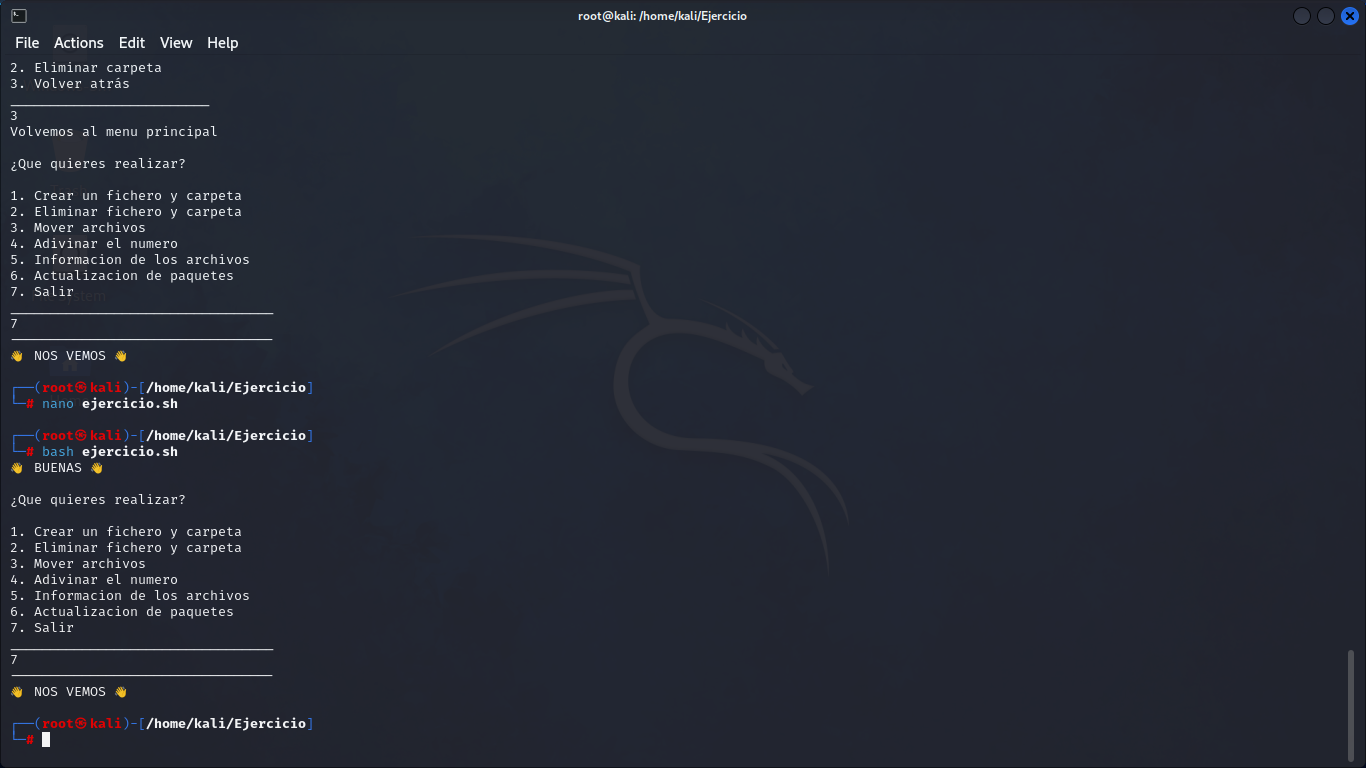 root@kali: /home/kali/Ejercicio
File Actions Edit View Help
2. Eliminar carpeta
3. Volver atrás
_________________________
3
Volvemos al menu principal
¿Que quieres realizar?
1. Crear un fichero y carpeta
2. Eliminar fichero y carpeta
3. Mover archivos
4. Adivinar el numero
5. Informacion de los archivos
6. Actualizacion de paquetes
7. Salir
_________________________________
7
_________________________________
👋 NOS VEMOS 👋
┌──(root㉿kali)-[/home/kali/Ejercicio]
└─# nano ejercicio.sh
┌──(root㉿kali)-[/home/kali/Ejercicio]
└─# bash ejercicio.sh
👋 BUENAS 👋
¿Que quieres realizar?
1. Crear un fichero y carpeta
2. Eliminar fichero y carpeta
3. Mover archivos
4. Adivinar el numero
5. Informacion de los archivos
6. Actualizacion de paquetes
7. Salir
_________________________________
7
_________________________________
👋 NOS VEMOS 👋
┌──(root㉿kali)-[/home/kali/Ejercicio]
└─#